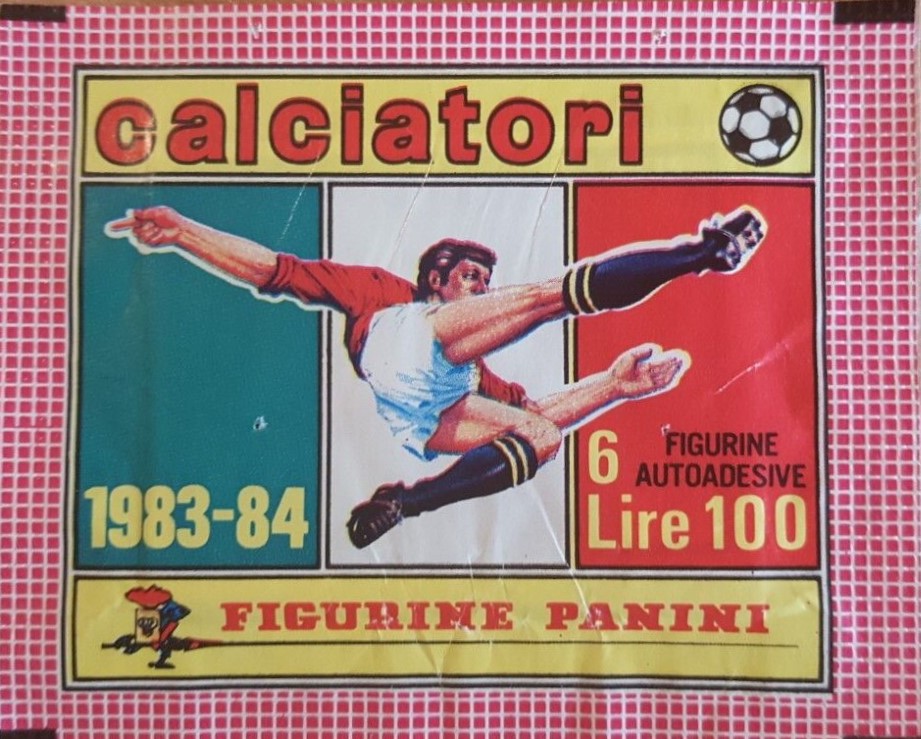 calciatori
1983-84
6 FIGURINE
AUTOADESIVE
Lire 100
FIGURINE PANINI